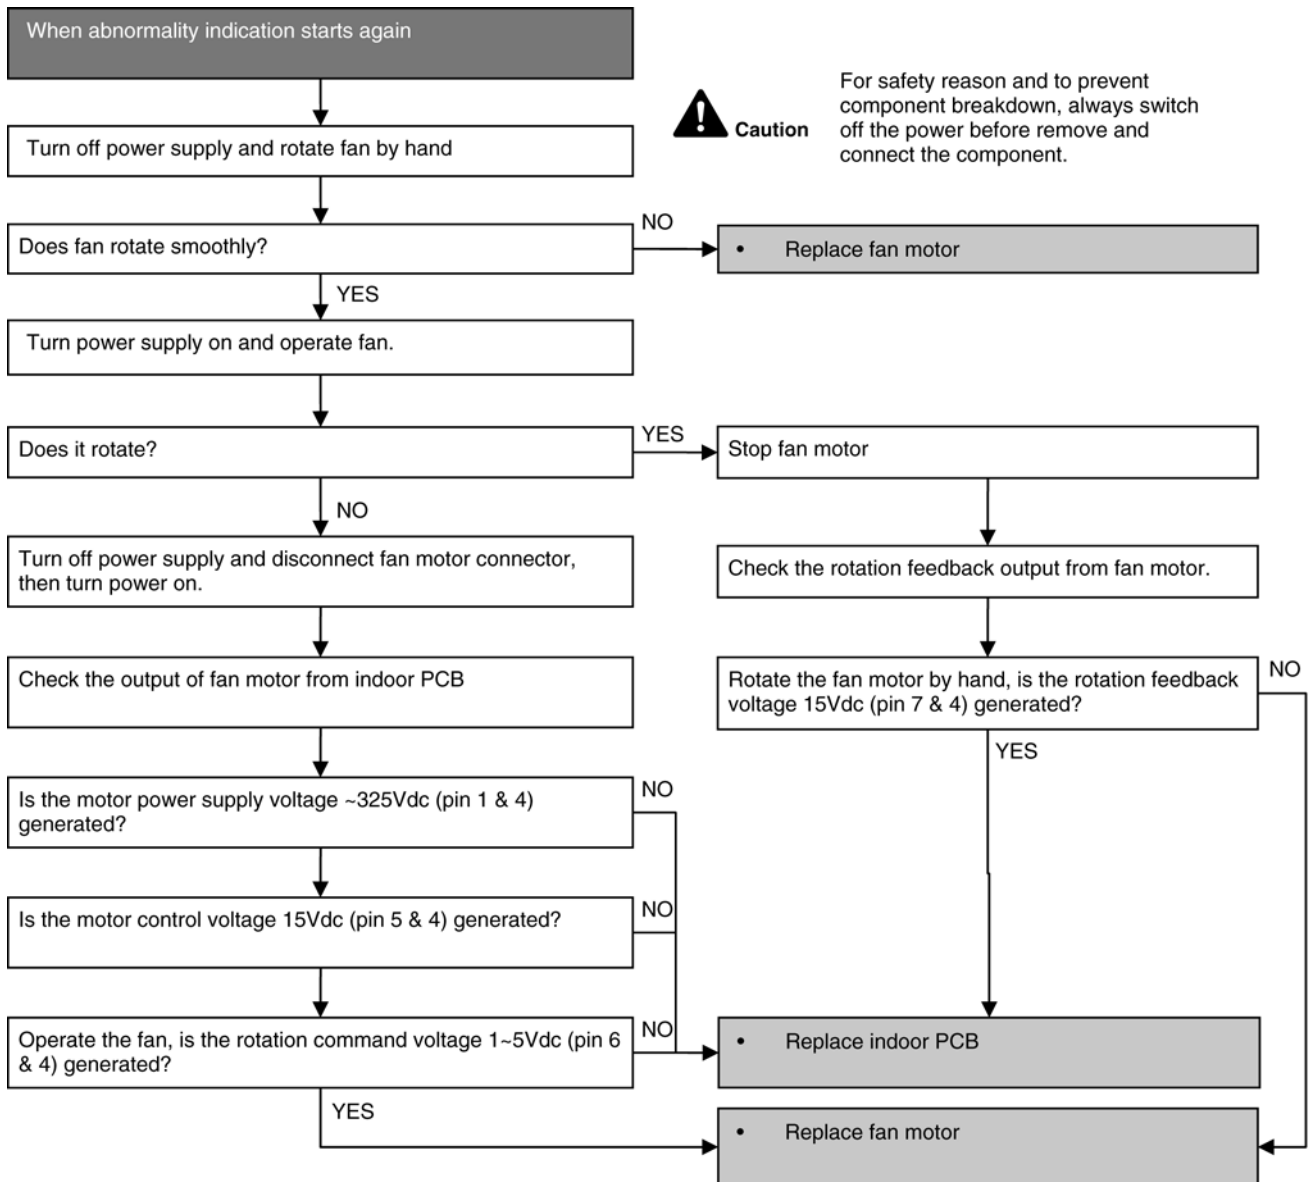 When abnormality indication starts again
For safety reason and to prevent
component breakdown, always switch
off the power before remove and
connect the component.
Caution
Turn off power supply and rotate fan by hand
Does fan rotate smoothly?
NO
• Replace fan motor
YES
Turn power supply on and operate fan.
Does it rotate?
YES
Stop fan motor
NO
Turn off power supply and disconnect fan motor connector,
then turn power on.
Check the rotation feedback output from fan motor.
Check the output of fan motor from indoor PCB
Rotate the fan motor by hand, is the rotation feedback
voltage 15Vdc (pin 7 & 4) generated?
NO
YES
Is the motor power supply voltage ~325Vdc (pin 1 & 4)
generated?
NO
Is the motor control voltage 15Vdc (pin 5 & 4) generated?
NO
Operate the fan, is the rotation command voltage 1~5Vdc (pin 6
& 4) generated?
NO
• Replace indoor PCB
YES
• Replace fan motor